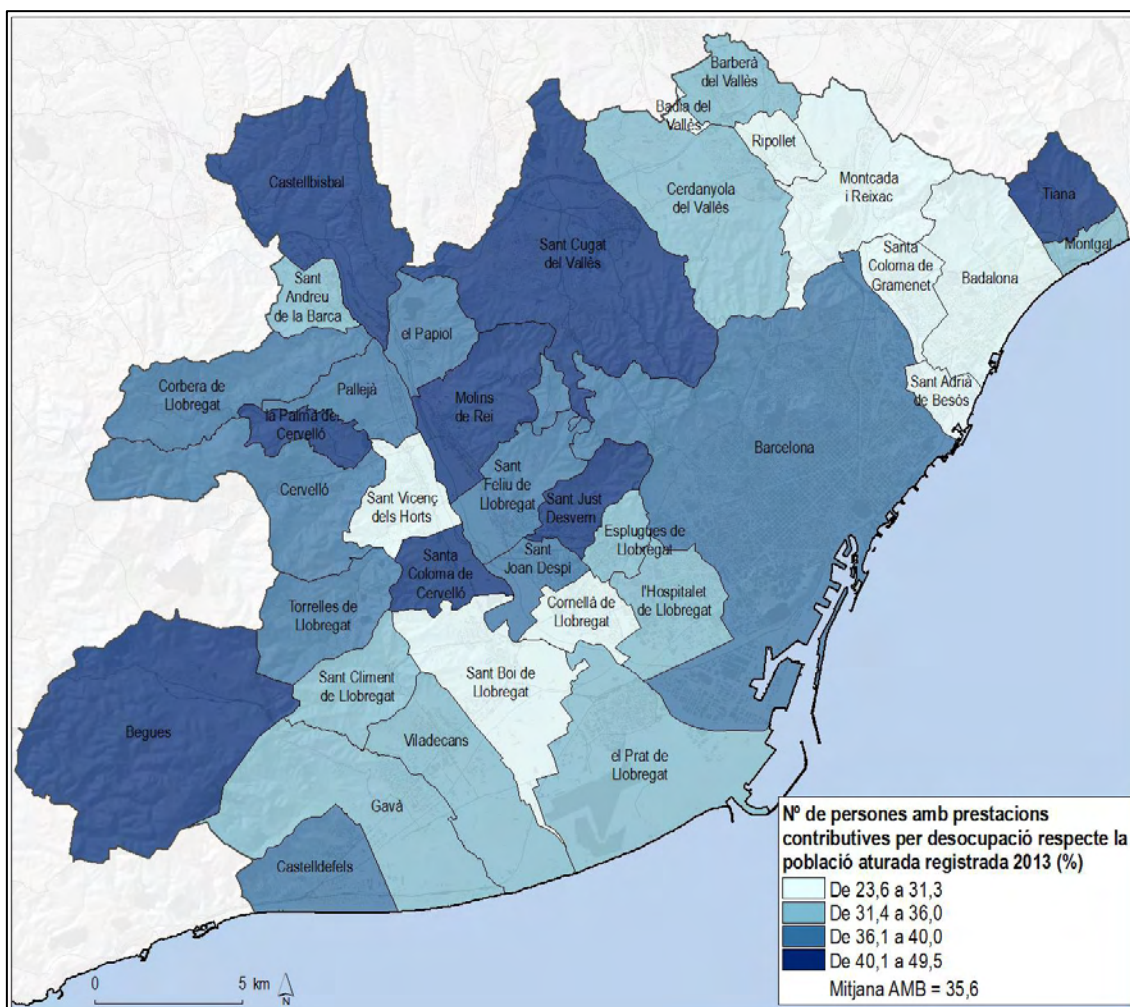 Barberà
del Vallès
Badia del
Vallès
Ripollet
Castellbisbal
Cerdanyola
del Vallès
Montcada
i Reixac
Tiana
Sant Cugat
del Vallès
Montgat
Santa
Coloma de
Gramenet
Badalona
Sant
Andreu
de la Barca
el Papiol
Corbera de
Llobregat
Pallejà
Molins
de Rei
Sant Adrià
de Besòs
la Palma de
Cervelló
Barcelona
Cervelló
Sant
Feliu de
Llobregat
Sant Vicenç
dels Horts
Sant Just
Desvern
Esplugues de
Llobregat
Santa
Coloma de
Cervelló
Sant
Joan Despí
Torrelles de
Llobregat
Cornellà de
Llobregat
l'Hospitalet
de Llobregat
Sant Climent
de Llobregat
Sant Boi de
Llobregat
Begues
Viladecans
el Prat de
Llobregat
Gavà
Castelldefels
Nº de persones amb prestacions
contributives per desocupació respecte la
població aturada registrada 2013 (%)
De 23,6 a 31,3
De 31,4 a 36,0
De 36,1 a 40,0
De 40,1 a 49,5
Mitjana AMB = 35,6
0 5 km
N